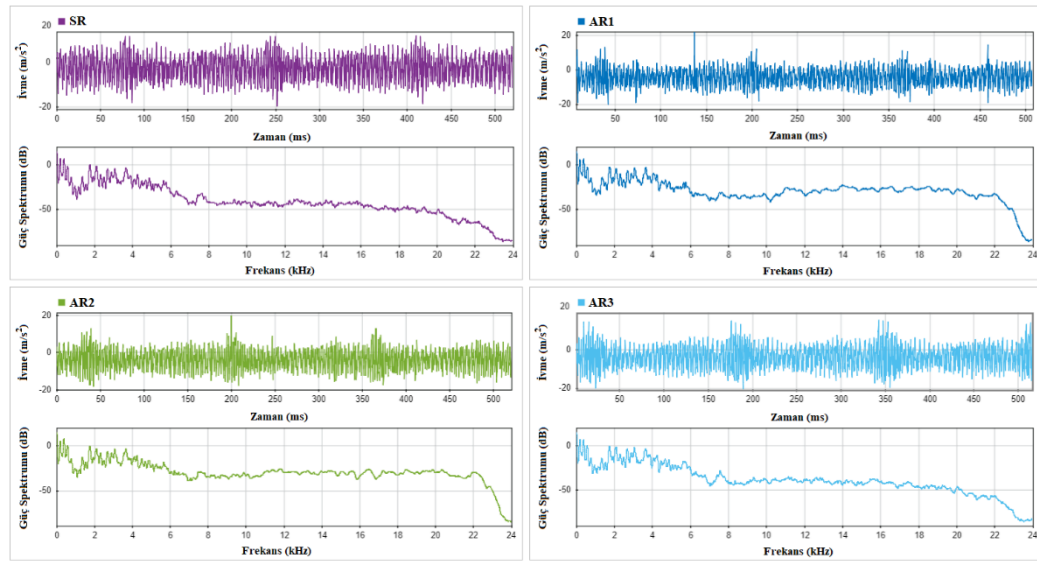 SR
20
0
-20
İvme (m/s²)
0 50 100 150 200 250 300 350 400 450 500
Zaman (ms)
0
-50
Güç Spektrumu (dB)
0 2 4 6 8 10 12 14 16 18 20 22 24
Frekans (kHz)
AR1
20
0
-20
İvme (m/s²)
50 100 150 200 250 300 350 400 450 500
Zaman (ms)
0
-50
Güç Spektrumu (dB)
0 2 4 6 8 10 12 14 16 18 20 22 24
Frekans (kHz)
AR2
20
0
-20
İvme (m/s²)
0 50 100 150 200 250 300 350 400 450 500
Zaman (ms)
0
-50
Güç Spektrumu (dB)
0 2 4 6 8 10 12 14 16 18 20 22 24
Frekans (kHz)
AR3
20
0
-20
İvme (m/s²)
50 100 150 200 250 300 350 400 450 500
Zaman (ms)
0
-50
Güç Spektrumu (dB)
0 2 4 6 8 10 12 14 16 18 20 22 24
Frekans (kHz)